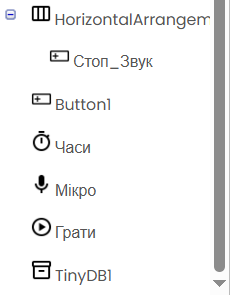 HorizontalArrangem
Стоп_Звук
Button1
Часи
Мікро
Грати
TinyDB1